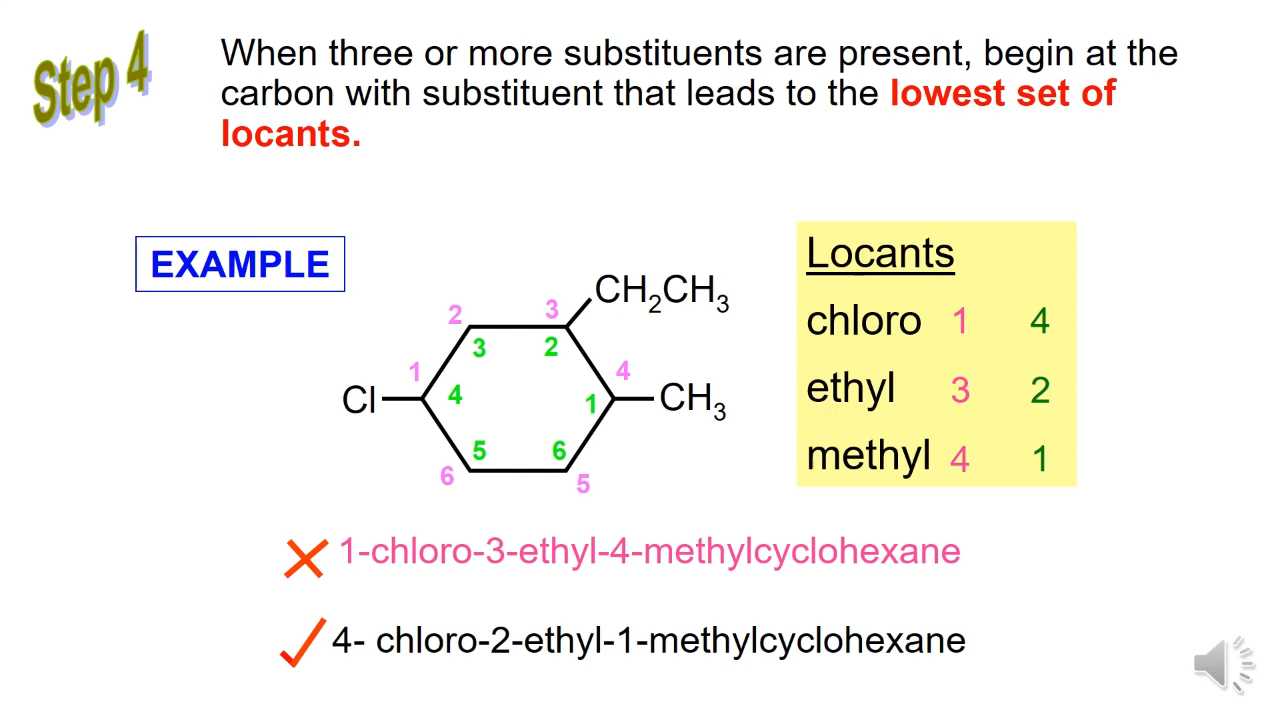 Step 4
When three or more substituents are present, begin at the
carbon with substituent that leads to the lowest set of
locants.
EXAMPLE
Locants
chloro 1 4
ethyl 3 2
methyl 4 1
CH2CH3
2 3
3 2
1 4
Cl 4 1 CH3
5 6
6 5
1-chloro-3-ethyl-4-methylcyclohexane
4- chloro-2-ethyl-1-methylcyclohexane